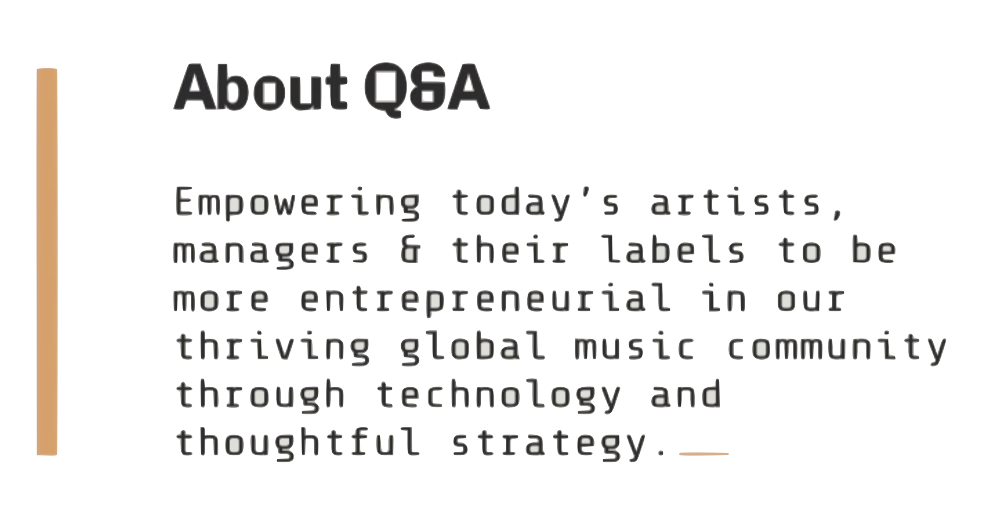 About Q&A
Empowering today’s artists,
managers & their labels to be
more entrepreneurial in our
thriving global music community
through technology and
thoughtful strategy.